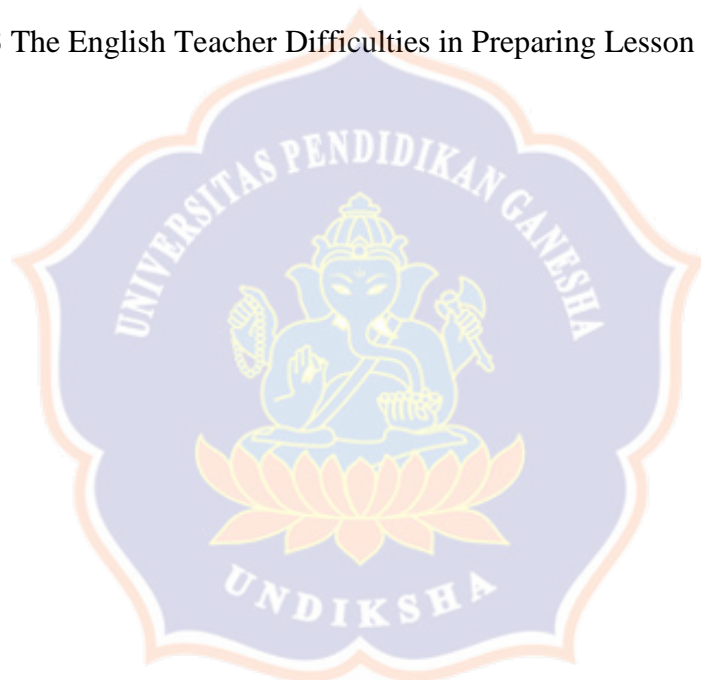 The English Teacher Difficulties in Preparing Lesson
UNIVERSITAS PENDIDIKAN GANESHA
UNDIKSHA